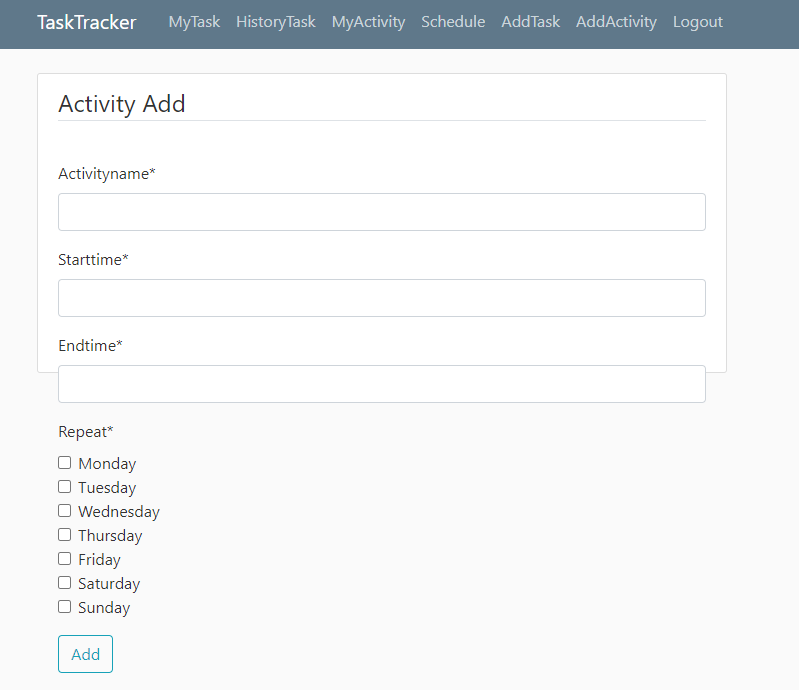 TaskTracker MyTask HistoryTask MyActivity Schedule AddTask AddActivity Logout
Activity Add
Activityname*
Starttime*
Endtime*
Repeat*
Monday
Tuesday
Wednesday
Thursday
Friday
Saturday
Sunday
Add